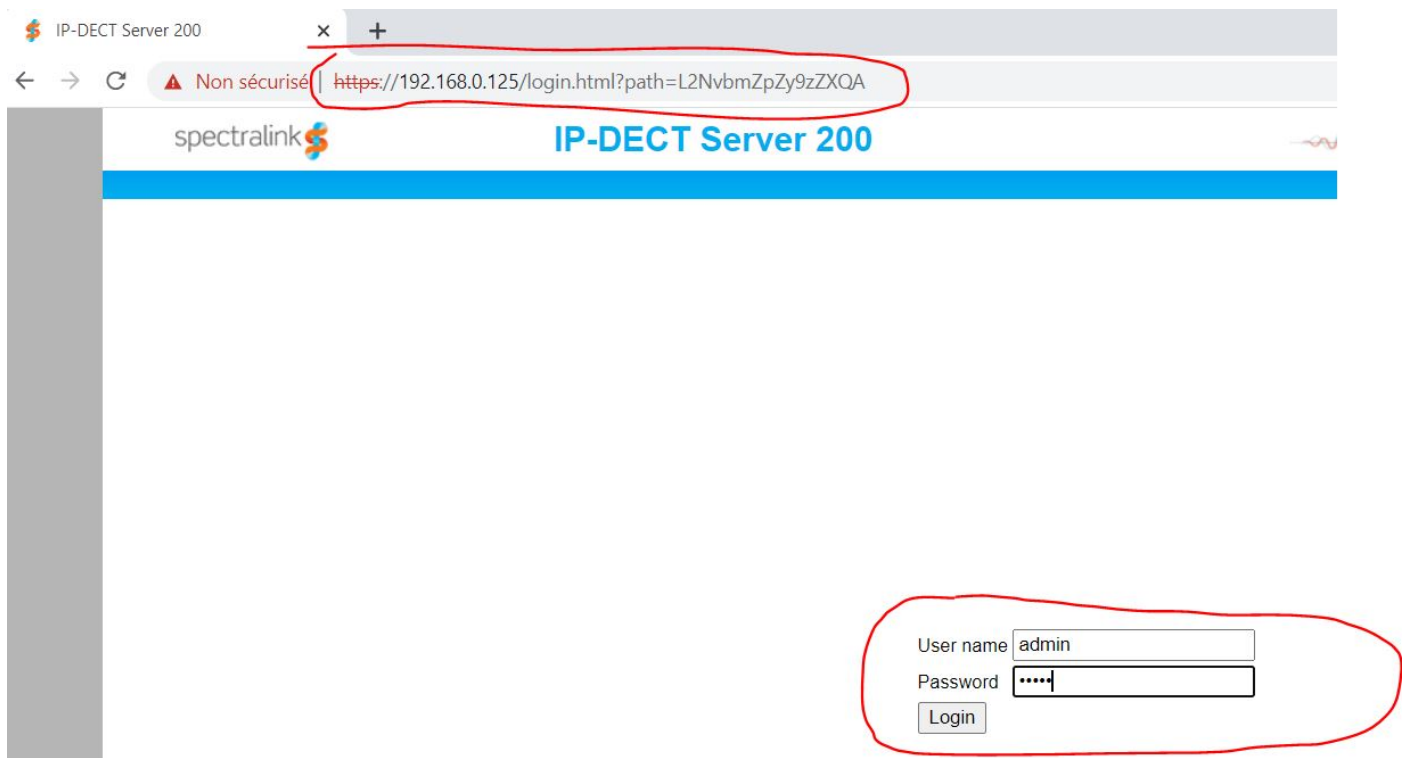 IP-DECT Server 200
Non sécurisé | https://192.168.0.125/login.html?path=L2NvbmZpZy9zZXQA
spectralink IP-DECT Server 200
User name admin
Password •••••
Login